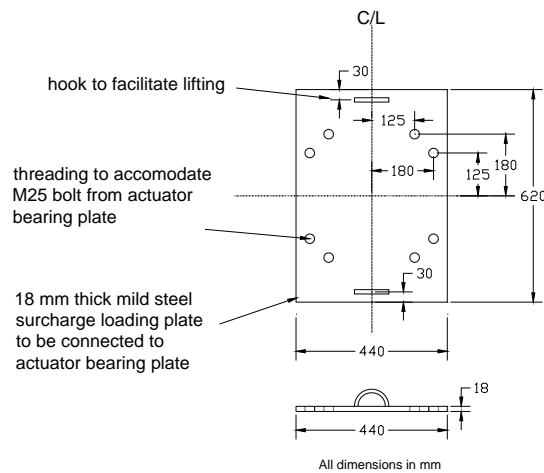 C/L
30
hook to facilitate lifting
125
threading to accomodate
M25 bolt from actuator
bearing plate
180
125
180
620
30
18 mm thick mild steel
surcharge loading plate
to be connected to
actuator bearing plate
440
18
440
All dimensions in mm